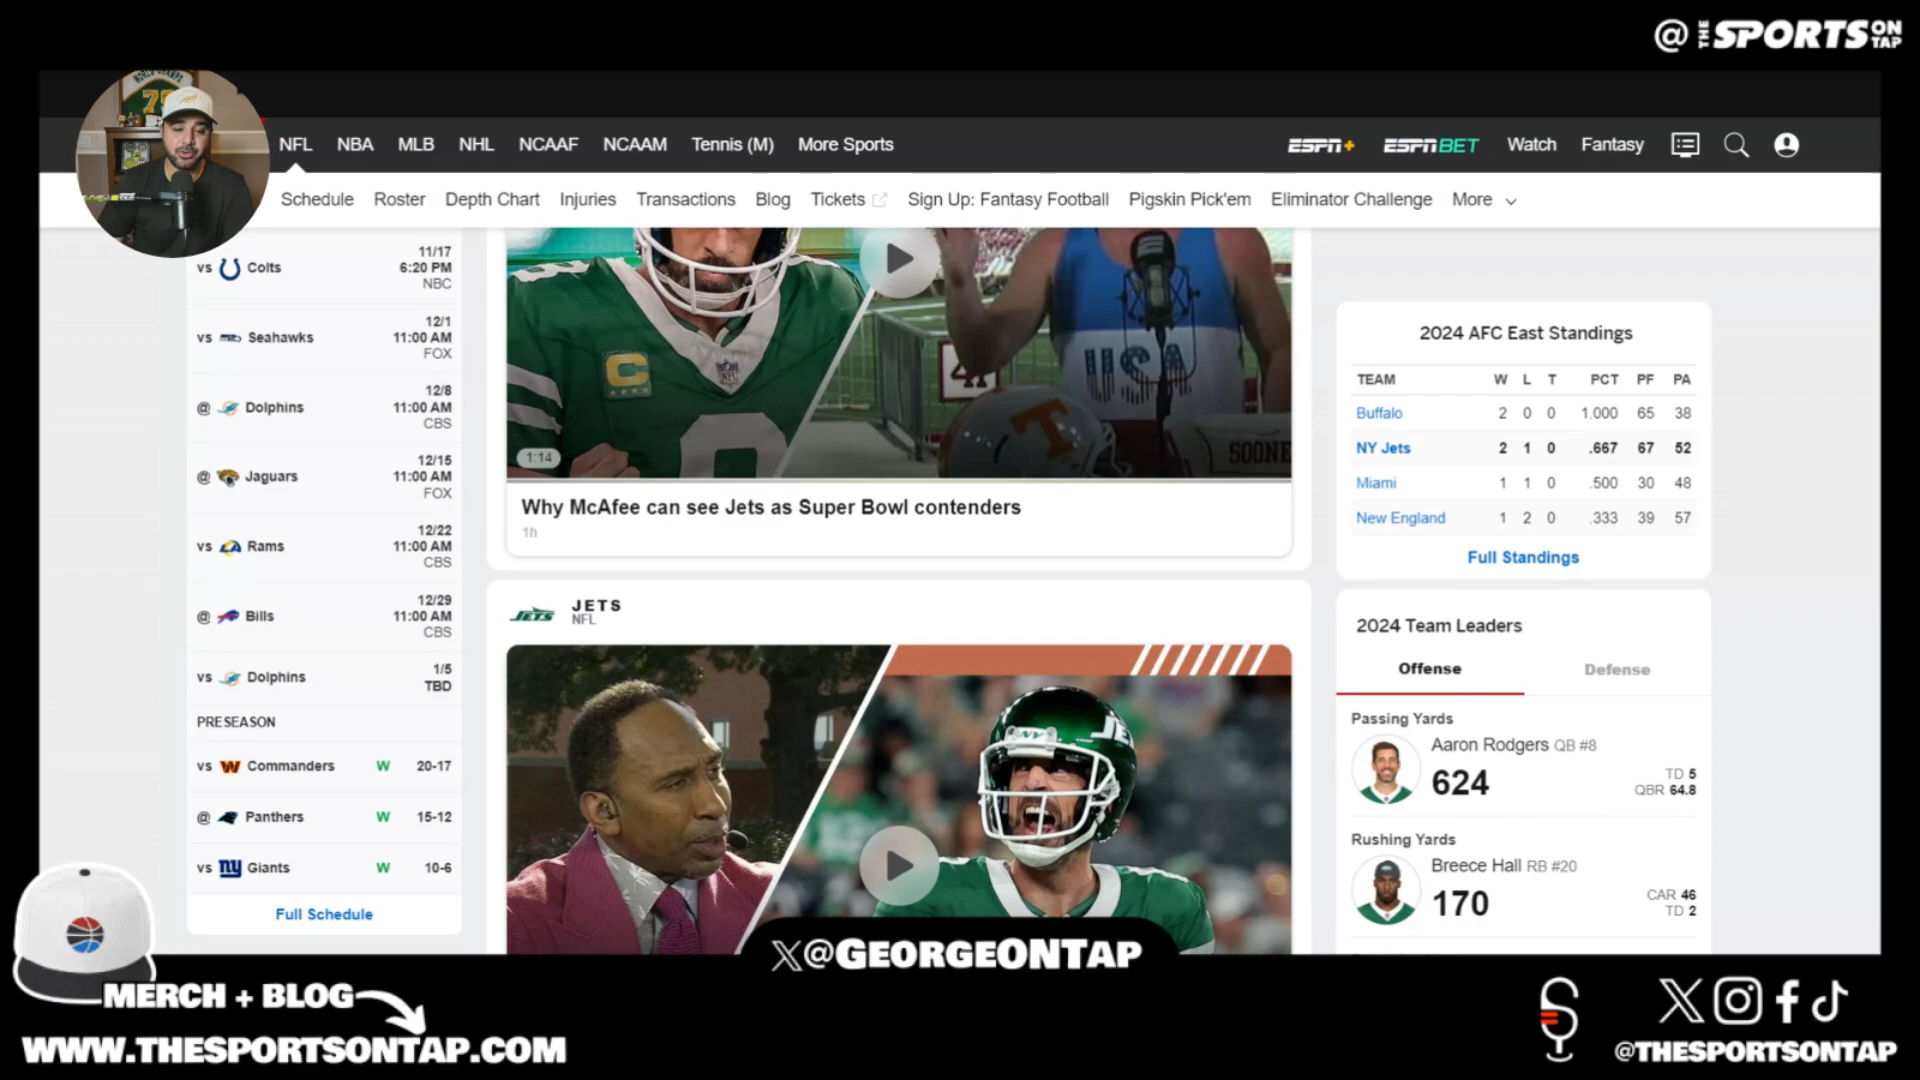 @ THE SPORTS ON TAP
WORLD CHAMPS
NFL NBA MLB NHL NCAAF NCAAM Tennis (M) More Sports ESPN+ ESPN BET Watch Fantasy
Schedule Roster Depth Chart Injuries Transactions Blog Tickets Sign Up: Fantasy Football Pigskin Pick'em Eliminator Challenge More
vs Colts 11/17 6:20 PM NBC
vs Seahawks 12/1 11:00 AM FOX
@ Dolphins 12/8 11:00 AM CBS
@ Jaguars 12/15 11:00 AM FOX
vs Rams 12/22 11:00 AM CBS
@ Bills 12/29 11:00 AM CBS
vs Dolphins 1/5 TBD
PRESEASON
vs Commanders W 20-17
@ Panthers W 15-12
vs ny Giants W 10-6
Full Schedule
C
NFL
USA
T
SOONE
1:14
Why McAfee can see Jets as Super Bowl contenders
1h
JETS
JETS
NFL
NY
JE
2024 AFC East Standings
TEAM W L T PCT PF PA
Buffalo 2 0 0 1.000 65 38
NY Jets 2 1 0 .667 67 52
Miami 1 1 0 .500 30 48
New England 1 2 0 .333 39 57
Full Standings
2024 Team Leaders
Offense Defense
Passing Yards
Aaron Rodgers QB #8
624 TD 5
QBR 64.8
Rushing Yards
Breece Hall RB #20
170 CAR 46
TD 2
X@GEORGEONTAP
MERCH + BLOG
WWW.THESPORTSONTAP.COM
@THESPORTSONTAP